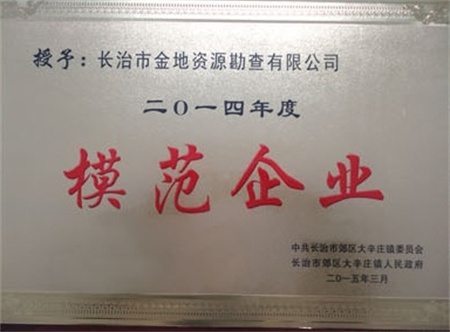 授予：长治市金地资源勘查有限公司
二〇一四年度
模范企业
中共长治市郊区大辛庄镇委员会
长治市郊区大辛庄镇人民政府
二〇一五年三月